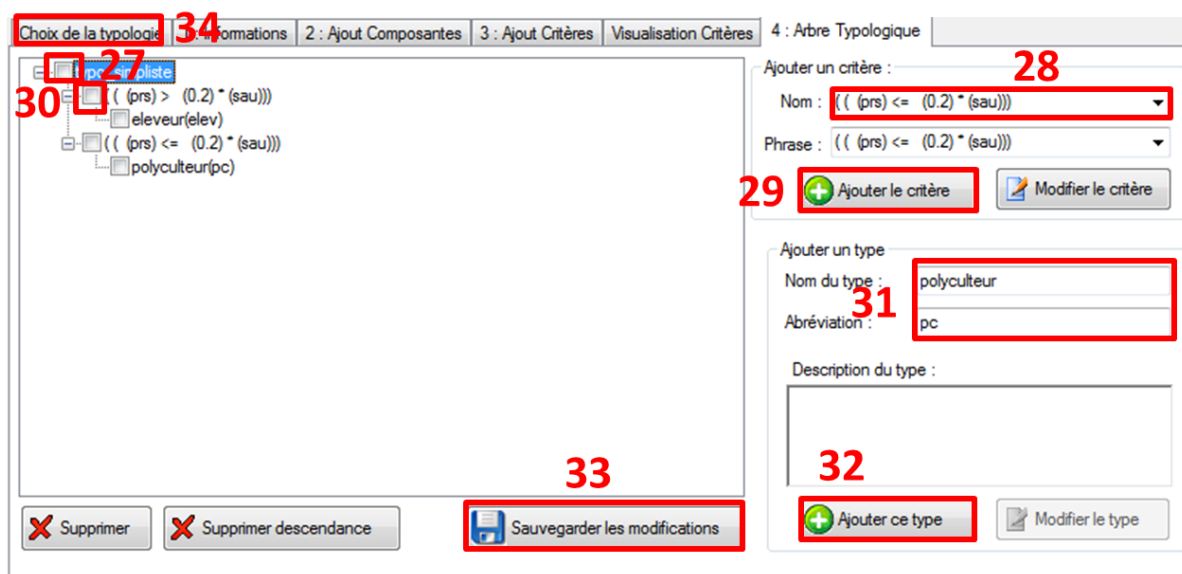 Choix de la typologie 34 1 : Informations 2 : Ajout Composantes 3 : Ajout Critères Visualisation Critères 4 : Arbre Typologique
27 typo simpliste
30 ( ( (prs) > (0.2) * (sau)))
eleveur(elev)
( ( (prs) <= (0.2) * (sau)))
polyculteur(pc)
Supprimer Supprimer descendance
33
Sauvegarder les modifications
Ajouter un critère :
28
Nom : ( ( (prs) <= (0.2) * (sau)))
Phrase : ( ( (prs) <= (0.2) * (sau)))
29 Ajouter le critère Modifier le critère
Ajouter un type
Nom du type : polyculteur
31
Abréviation : pc
Description du type :
32
Ajouter ce type Modifier le type